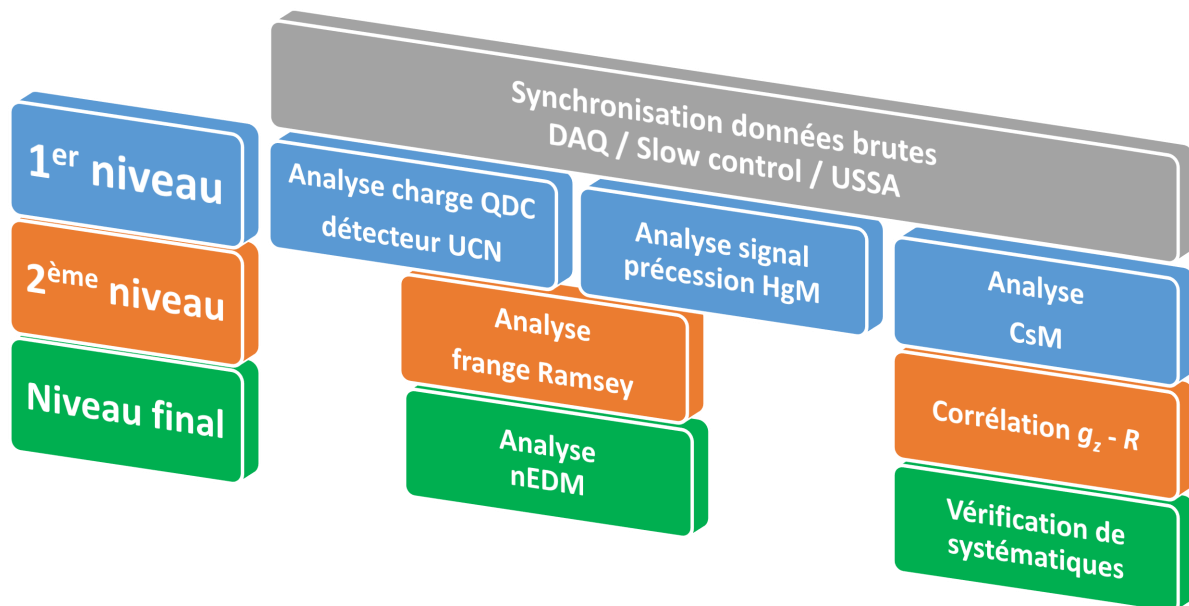 Synchronisation données brutes
DAQ / Slow control / USSA
1er niveau
Analyse charge QDC
détecteur UCN
Analyse signal
précession HgM
Analyse
CsM
2ème niveau
Analyse
frange Ramsey
Corrélation gz - R
Niveau final
Analyse
nEDM
Vérification de
systématiques